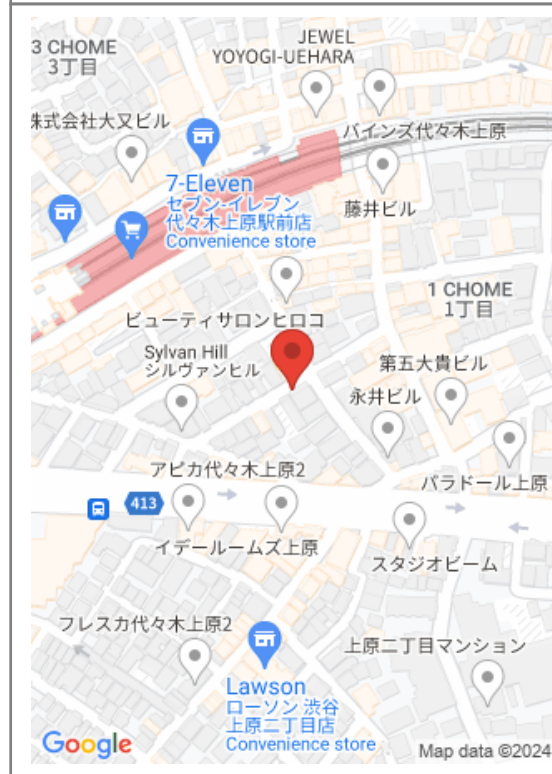 3 CHOME
3丁目
JEWEL
YOYOGI-UEHARA
株式会社大又ビル
パインズ代々木上原
7-Eleven
セブン-イレブン
代々木上原駅前店
Convenience store
藤井ビル
1 CHOME
1丁目
ビューティサロンヒロコ
Sylvan Hill
シルヴァンヒル
第五大貴ビル
永井ビル
アビカ代々木上原2
パラドール上原
413
イデールームズ上原
スタジオビーム
フレスカ代々木上原2
上原二丁目マンション
Lawson
ローソン 渋谷
上原二丁目店
Convenience store
Google
Map data ©2024